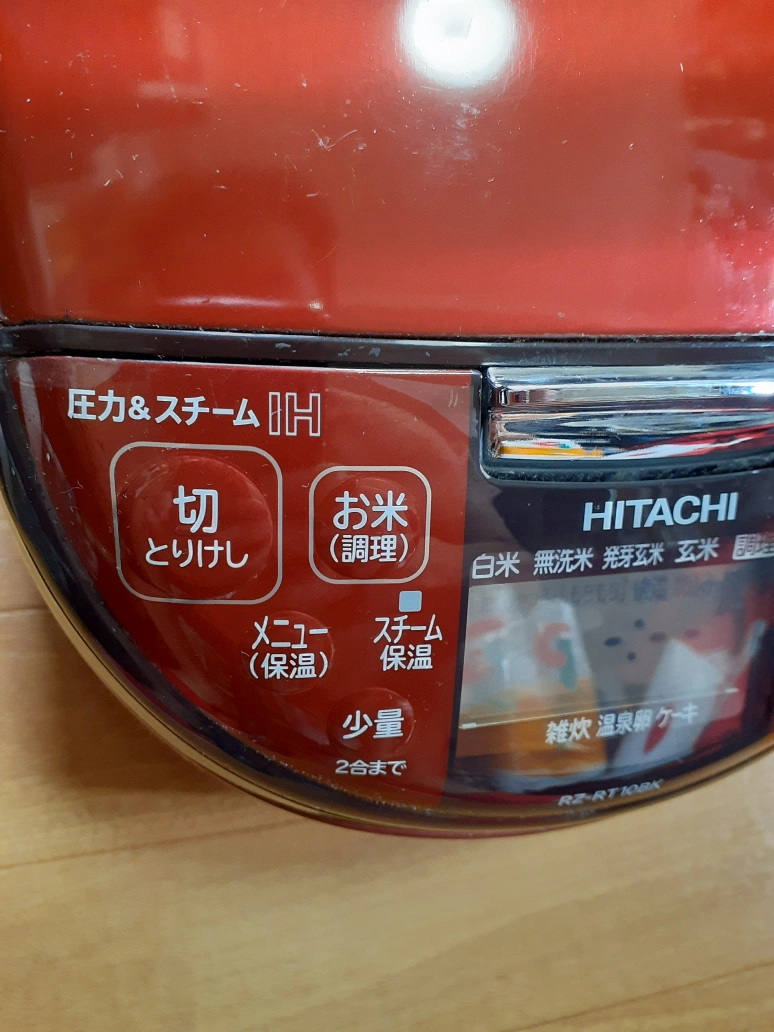 圧力&スチームIH
切
とりけし
お米
(調理)
メニュー
(保温)
スチーム
保温
少量
2合まで
HITACHI
白米 無洗米 発芽玄米 玄米
雑炊 温泉卵 ケーキ
RZ-RT10BK